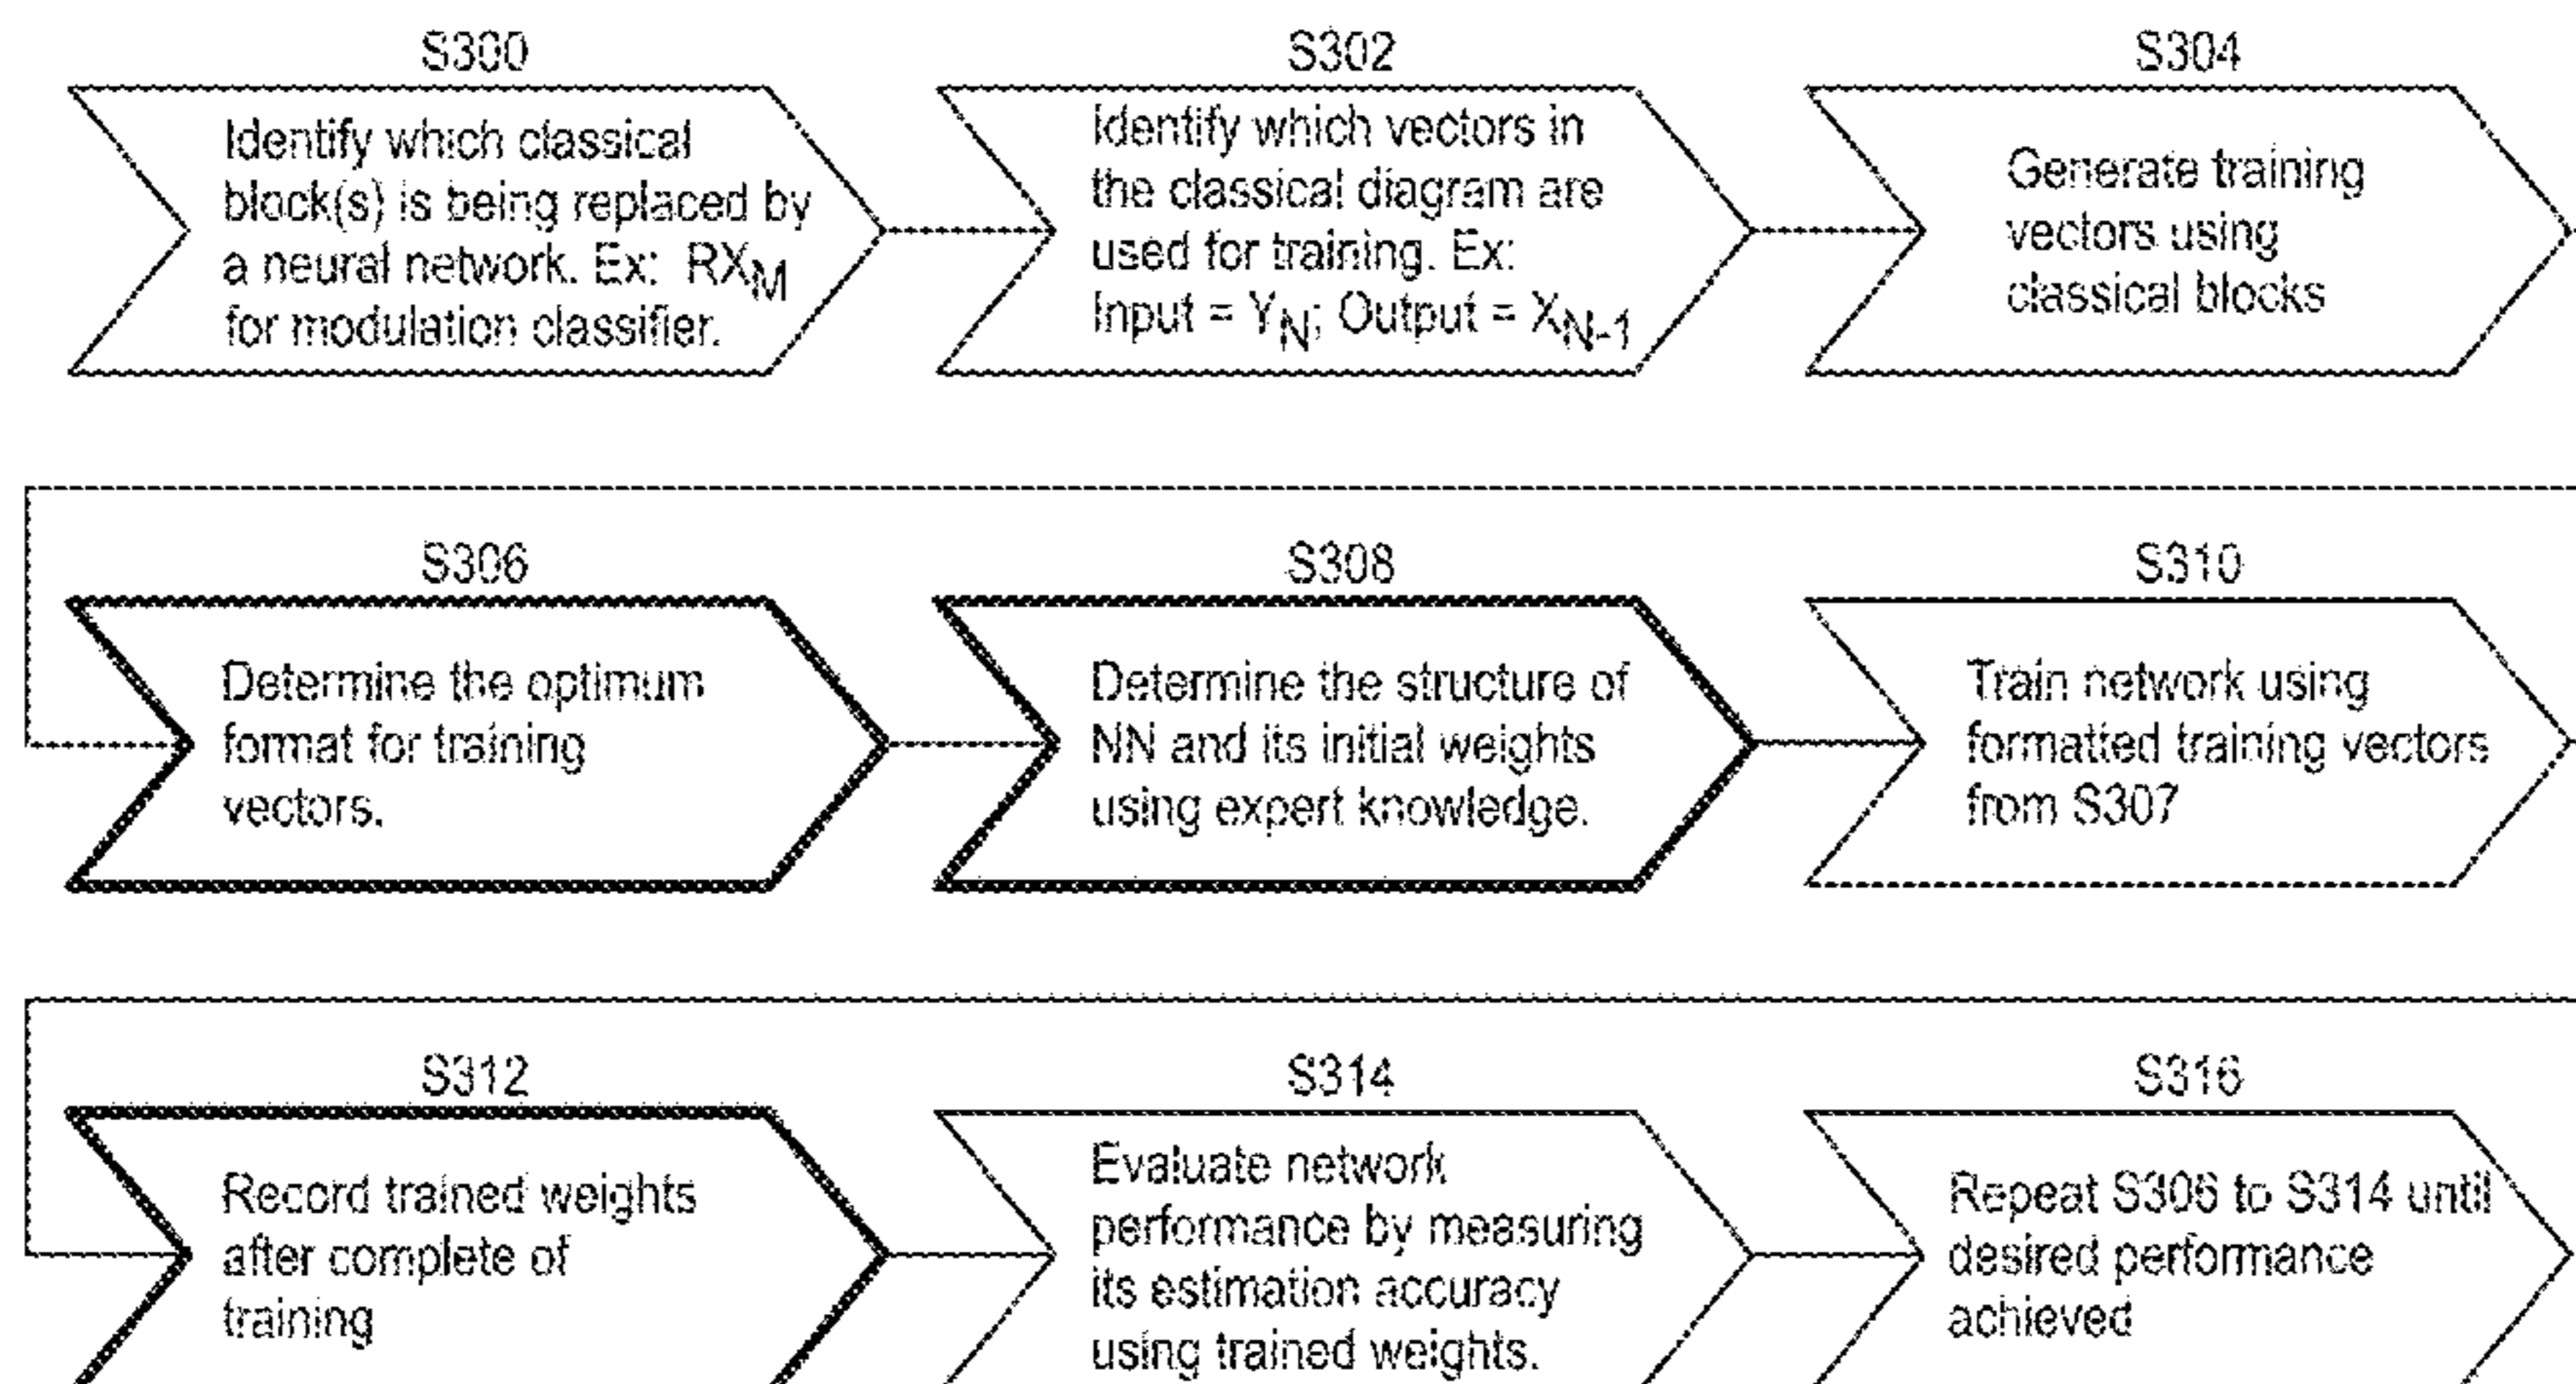 S300
Identify which classical
block(s) is being replaced by
a neural network. Ex: RXM
for modulation classifier.
S302
Identify which vectors in
the classical diagram are
used for training. Ex:
Input = YN; Output = XN-1
S304
Generate training
vectors using
classical blocks
S306
Determine the optimum
format for training
vectors.
S308
Determine the structure of
NN and its initial weights
using expert knowledge.
S310
Train network using
formatted training vectors
from S307
S312
Record trained weights
after complete of
training
S314
Evaluate network
performance by measuring
its estimation accuracy
using trained weights.
S316
Repeat S306 to S314 until
desired performance
achieved